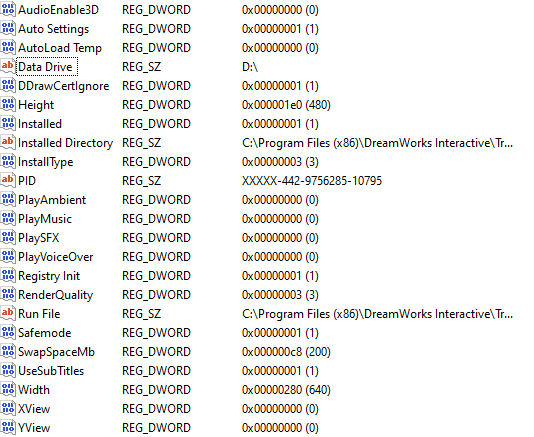 AudioEnable3D REG_DWORD 0x00000000 (0)
Auto Settings REG_DWORD 0x00000001 (1)
AutoLoad Temp REG_DWORD 0x00000000 (0)
Data Drive REG_SZ D:\
DDrawCertIgnore REG_DWORD 0x00000001 (1)
Height REG_DWORD 0x000001e0 (480)
Installed REG_DWORD 0x00000001 (1)
Installed Directory REG_SZ C:\Program Files (x86)\DreamWorks Interactive\Tr...
InstallType REG_DWORD 0x00000003 (3)
PID REG_SZ XXXXX-442-9756285-10795
PlayAmbient REG_DWORD 0x00000000 (0)
PlayMusic REG_DWORD 0x00000000 (0)
PlaySFX REG_DWORD 0x00000000 (0)
PlayVoiceOver REG_DWORD 0x00000000 (0)
Registry Init REG_DWORD 0x00000001 (1)
RenderQuality REG_DWORD 0x00000003 (3)
Run File REG_SZ C:\Program Files (x86)\DreamWorks Interactive\Tr...
Safemode REG_DWORD 0x00000001 (1)
SwapSpaceMb REG_DWORD 0x000000c8 (200)
UseSubTitles REG_DWORD 0x00000001 (1)
Width REG_DWORD 0x00000280 (640)
XView REG_DWORD 0x00000000 (0)
YView REG_DWORD 0x00000000 (0)